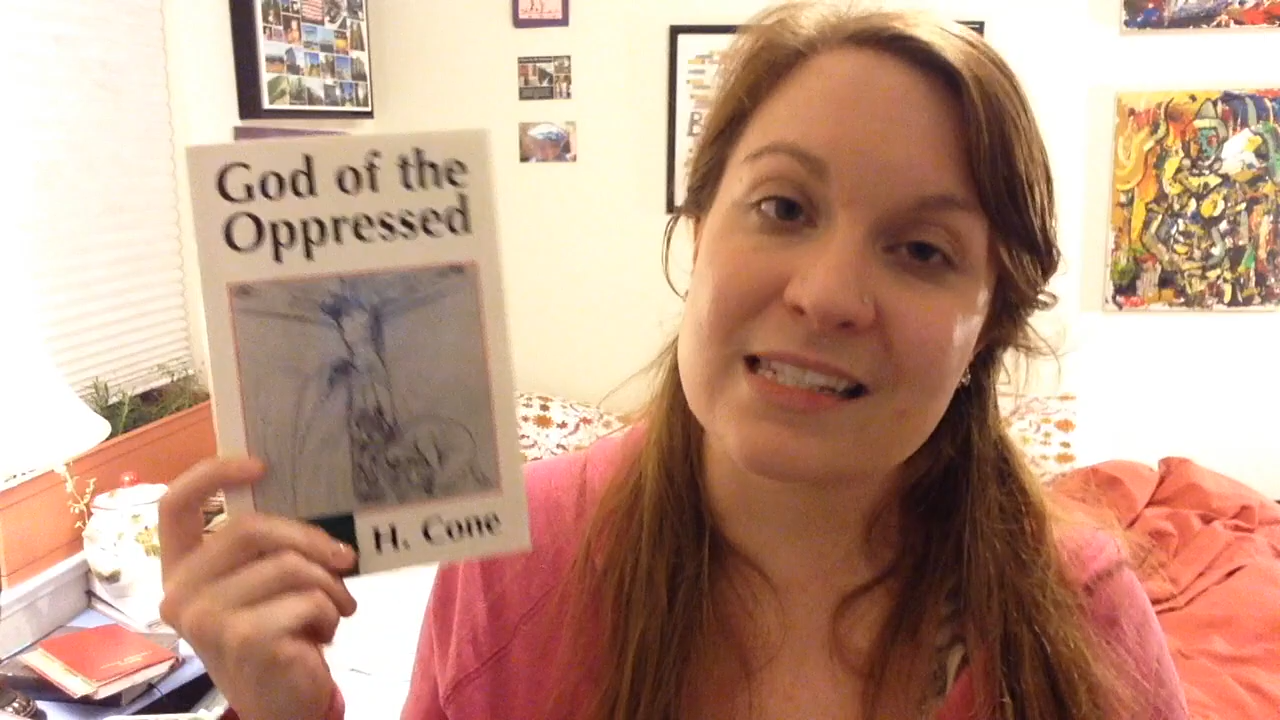 God of the
Oppressed
H. Cone